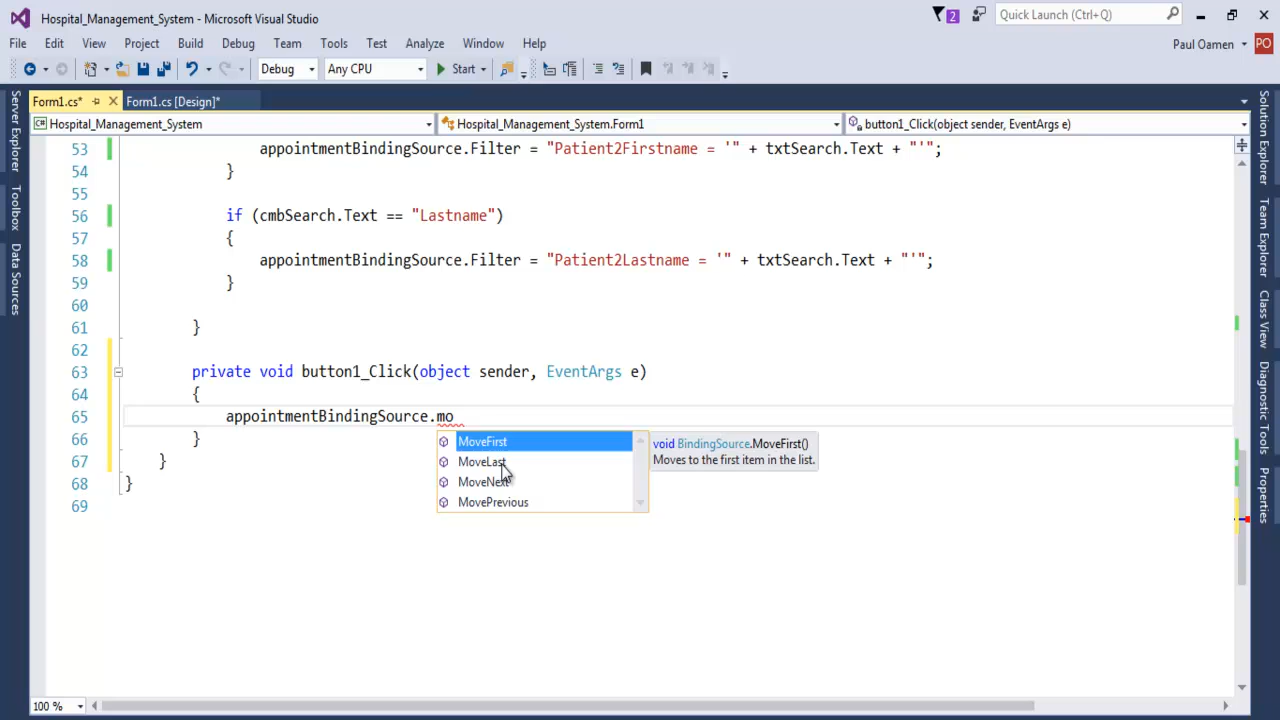 Hospital_Management_System - Microsoft Visual Studio
2
Quick Launch (Ctrl+Q)
File Edit View Project Build Debug Team Tools Test Analyze Window Help
Paul Oamen PO
Debug Any CPU Start
Form1.cs* Form1.cs [Design]*
C# Hospital_Management_System Hospital_Management_System.Form1 button1_Click(object sender, EventArgs e)
Server Explorer
Toolbox
Data Sources
53 appointmentBindingSource.Filter = "Patient2Firstname = '" + txtSearch.Text + "'";
54 }
55
56 if (cmbSearch.Text == "Lastname")
57 {
58 appointmentBindingSource.Filter = "Patient2Lastname = '" + txtSearch.Text + "'";
59 }
60
61 }
62
63 private void button1_Click(object sender, EventArgs e)
64 {
65 appointmentBindingSource.mo
66 }
67 }
68 }
69
MoveFirst
MoveLast
MoveNext
MovePrevious
void BindingSource.MoveFirst()
Moves to the first item in the list.
Solution Explorer
Team Explorer
Class View
Diagnostic Tools
Properties
100 %